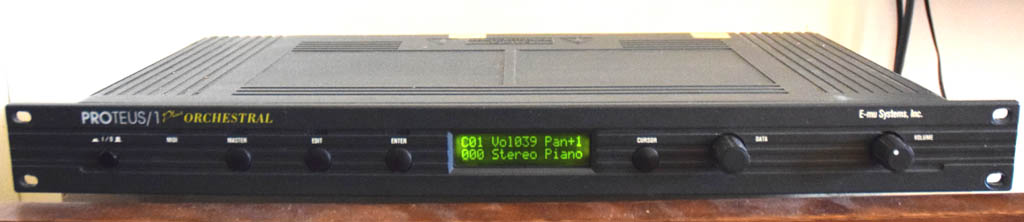 PROTEUS/1 Plus ORCHESTRAL
E-mu Systems, Inc.
MIDI
MASTER
EDIT
ENTER
C01 Vol039 Pan+1
000 Stereo Piano
CURSOR
DATA
VOLUME